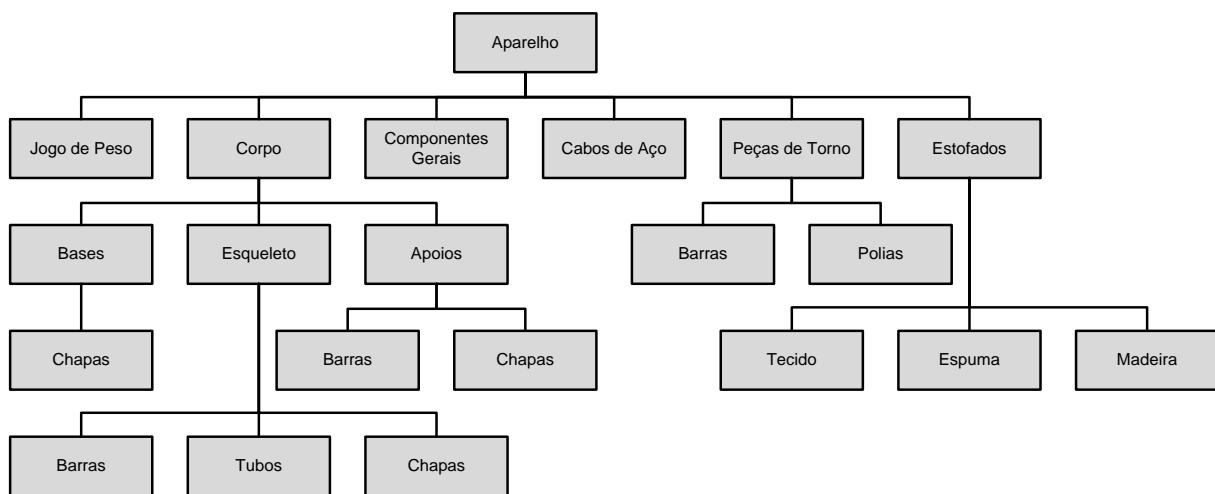 Aparelho
Jogo de Peso
Corpo
Componentes
Gerais
Cabos de Aço
Peças de Torno
Estofados
Bases
Esqueleto
Apoios
Barras
Polias
Chapas
Barras
Chapas
Tecido
Espuma
Madeira
Barras
Tubos
Chapas